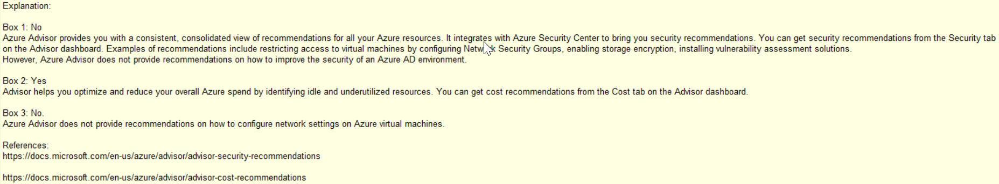 Explanation:
Box 1: No
Azure Advisor provides you with a consistent, consolidated view of recommendations for all your Azure resources. It integrates with Azure Security Center to bring you security recommendations. You can get security recommendations from the Security tab
on the Advisor dashboard. Examples of recommendations include restricting access to virtual machines by configuring Network Security Groups, enabling storage encryption, installing vulnerability assessment solutions.
However, Azure Advisor does not provide recommendations on how to improve the security of an Azure AD environment.
Box 2: Yes
Advisor helps you optimize and reduce your overall Azure spend by identifying idle and underutilized resources. You can get cost recommendations from the Cost tab on the Advisor dashboard.
Box 3: No.
Azure Advisor does not provide recommendations on how to configure network settings on Azure virtual machines.
References:
https://docs.microsoft.com/en-us/azure/advisor/advisor-security-recommendations
https://docs.microsoft.com/en-us/azure/advisor/advisor-cost-recommendations